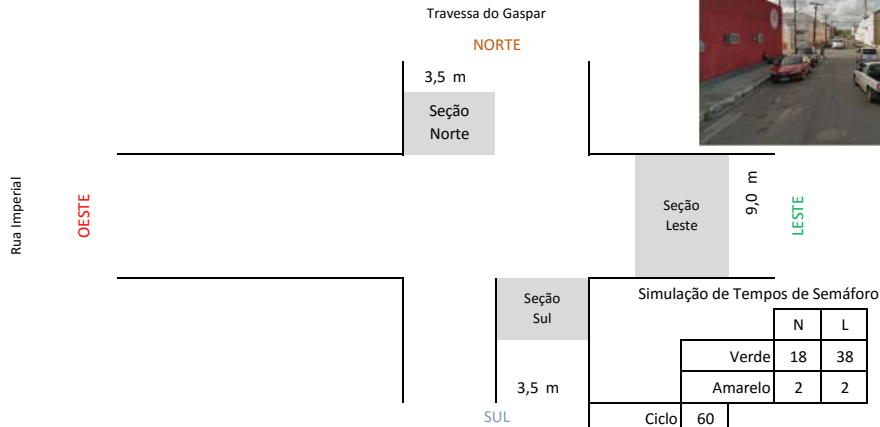 Travessa do Gaspar
NORTE
3,5 m
Seção
Norte
Rua Imperial
OESTE
Seção
Leste
9,0 m
LESTE
Seção
Sul
3,5 m
SUL
Simulação de Tempos de Semáforo
N L
Verde 18 38
Amarelo 2 2
Ciclo 60